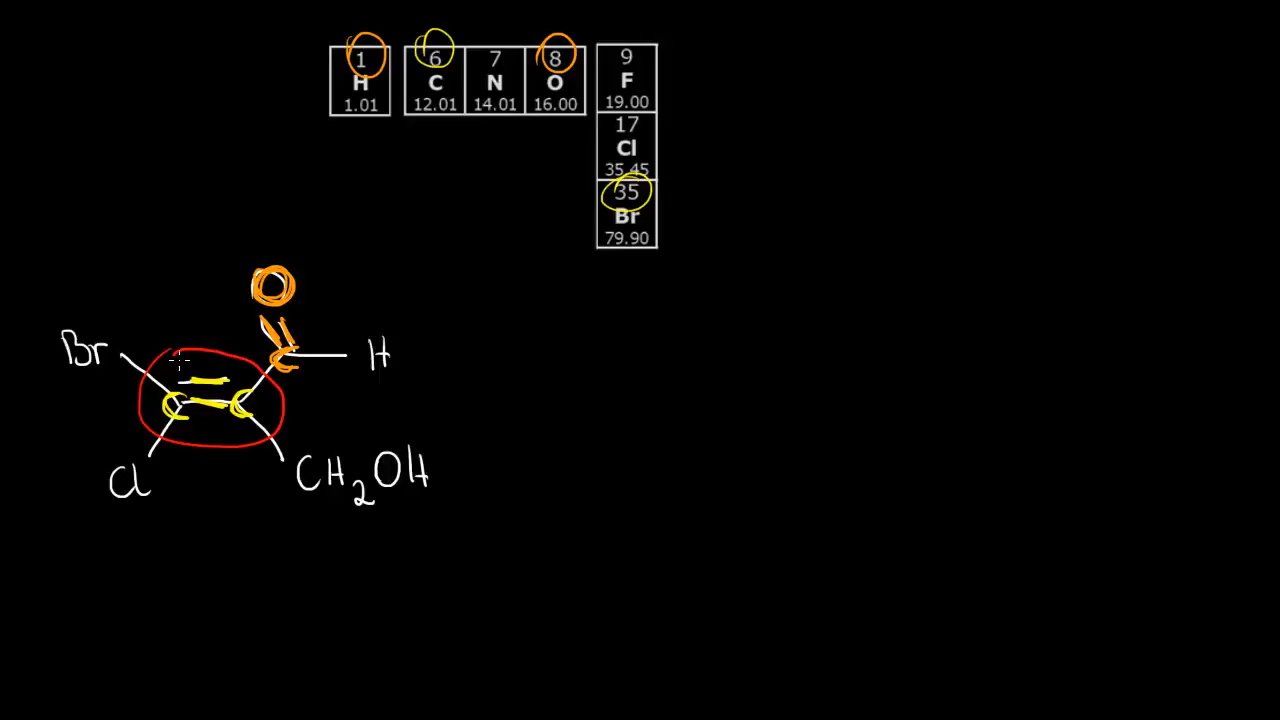 1 6 7 8 9
H C N O F
1.01 12.01 14.01 16.00 19.00
17
Cl
35.45
35
Br
79.90
O
Br H
C C
Cl CH2OH